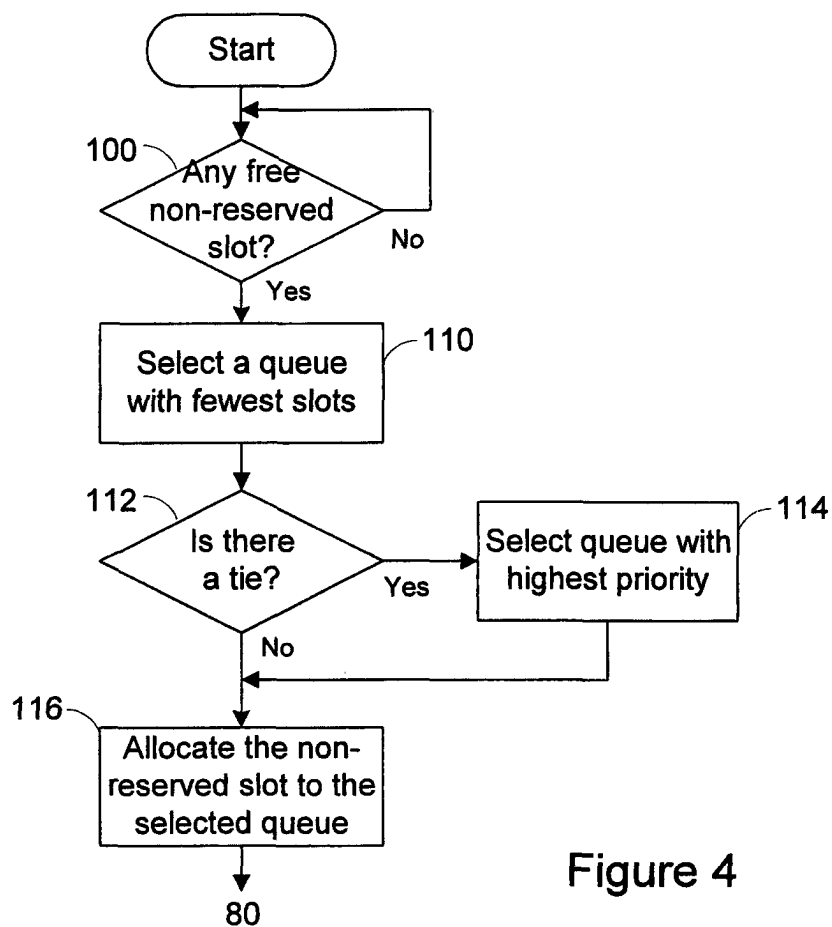 Start
100
Any free
non-reserved
slot?
No
Yes
110
Select a queue
with fewest slots
112
Is there
a tie?
Yes
114
Select queue with
highest priority
No
116
Allocate the non-
reserved slot to the
selected queue
80
Figure 4